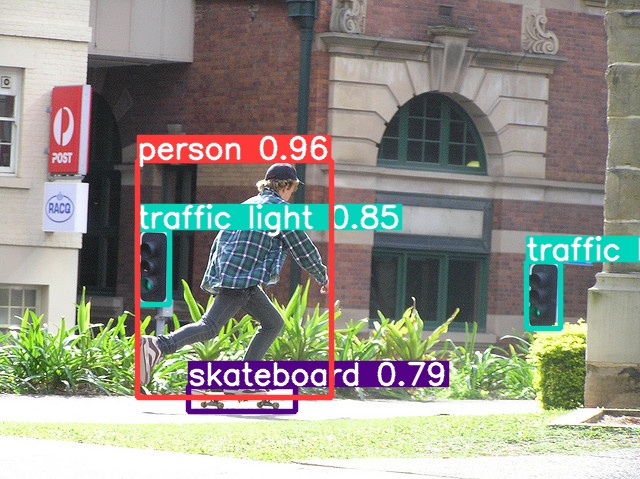 POST
RACQ
person 0.96
traffic light 0.85
traffic
skateboard 0.79